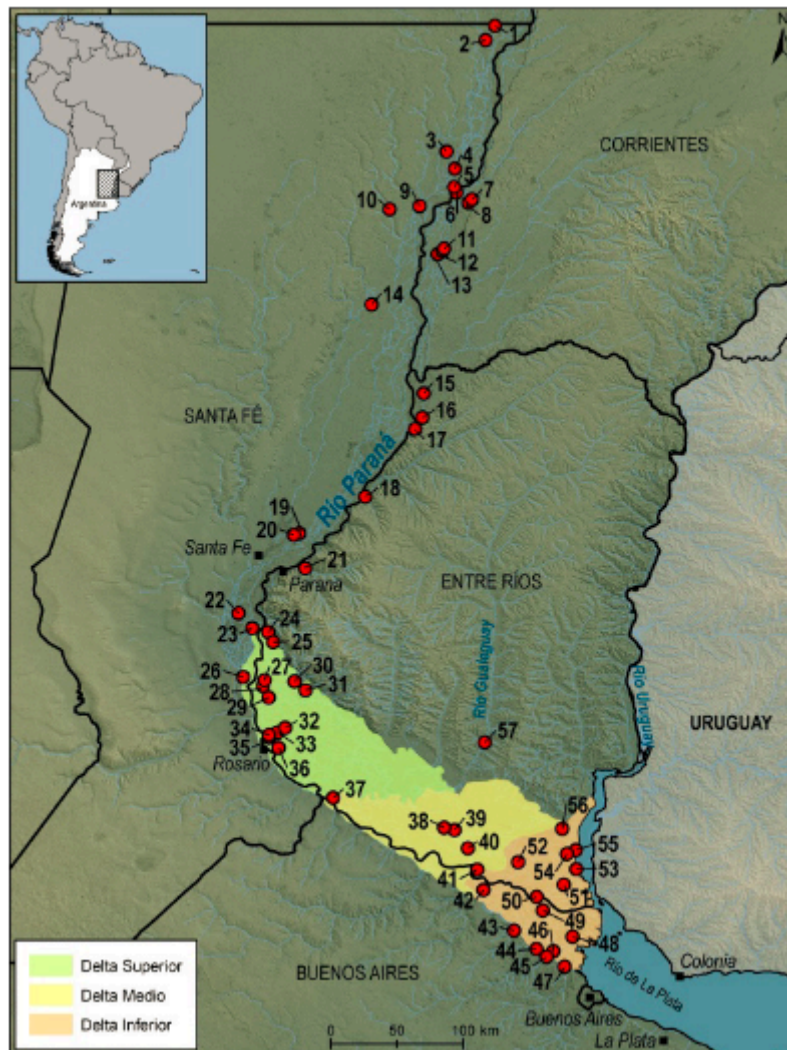 N
1
2
CORRIENTES
3
4
5
7
9
10
6
8
11
12
13
14
Argentina
15
16
17
SANTA FÉ
Río Paraná
18
19
20
Santa Fe
21
Parana
ENTRE RÍOS
22
23
24
25
Río Gualeguay
Río Uruguay
URUGUAY
26
27
30
28
31
29
57
34
32
35
33
Rosario
36
37
38
39
56
40
52
55
54
53
41
42
50
51
49
43
46
48
44
45
47
Delta Superior
Delta Medio
Delta Inferior
BUENOS AIRES
Río de La Plata
Colonia
Buenos Aires
La Plata
0 50 100 km